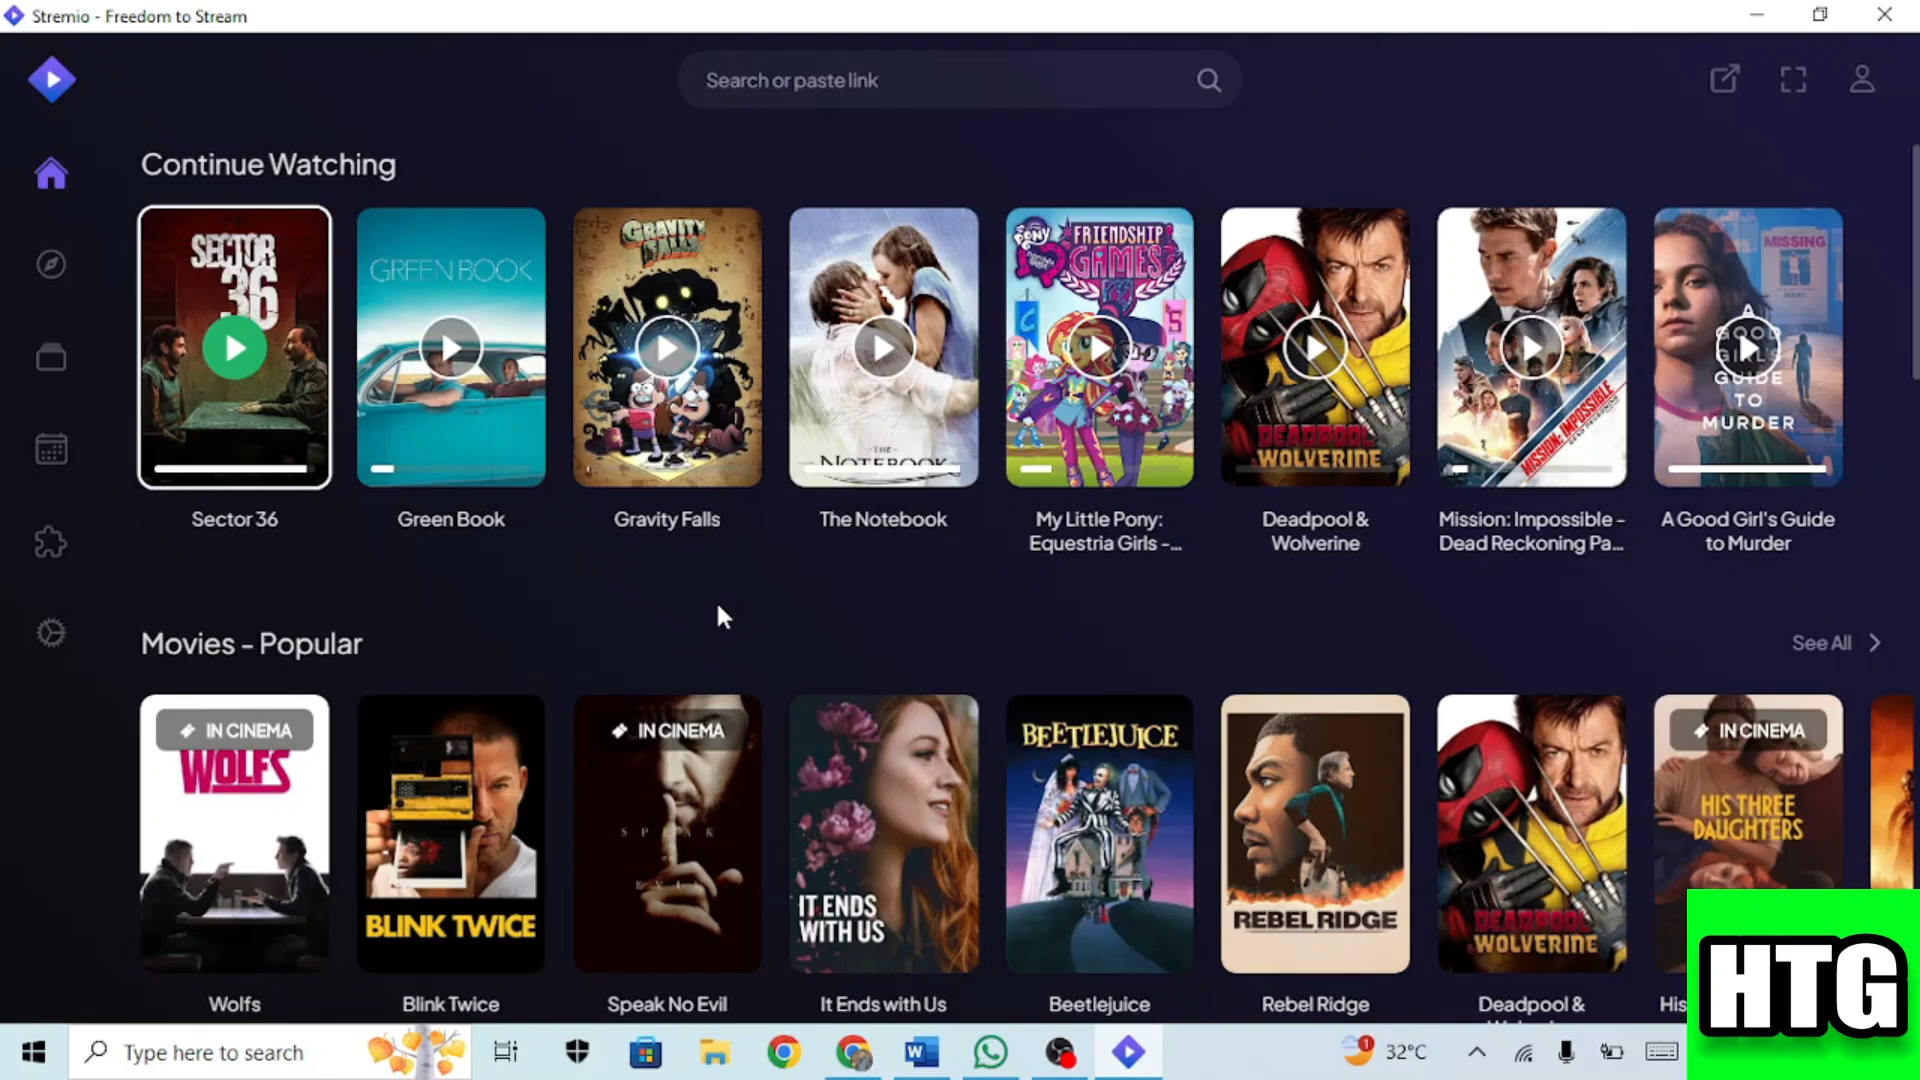 Stremio - Freedom to Stream
Search or paste link
Continue Watching
SECTOR
36
GREEN BOOK
GRAVITY
FALLS
THE
NOTEBOOK
PONY
FRIENDSHIP
GAMES
C
S
DEADPOOL
WOLVERINE
MISSION: IMPOSSIBLE
MISSING
A
GOOD
GIRL'S
GUIDE
TO
MURDER
Sector 36
Green Book
Gravity Falls
The Notebook
My Little Pony:
Equestria Girls -...
Deadpool &
Wolverine
Mission: Impossible -
Dead Reckoning Pa...
A Good Girl's Guide
to Murder
Movies - Popular
See All
IN CINEMA
WOLFS
BLINK TWICE
IN CINEMA
SPEAK
IT ENDS
WITH US
BEETLEJUICE
REBEL RIDGE
DEADPOOL
WOLVERINE
IN CINEMA
HIS THREE
DAUGHTERS
Wolfs
Blink Twice
Speak No Evil
It Ends with Us
Beetlejuice
Rebel Ridge
Deadpool &
His
HTG
Type here to search
W
1
32°C